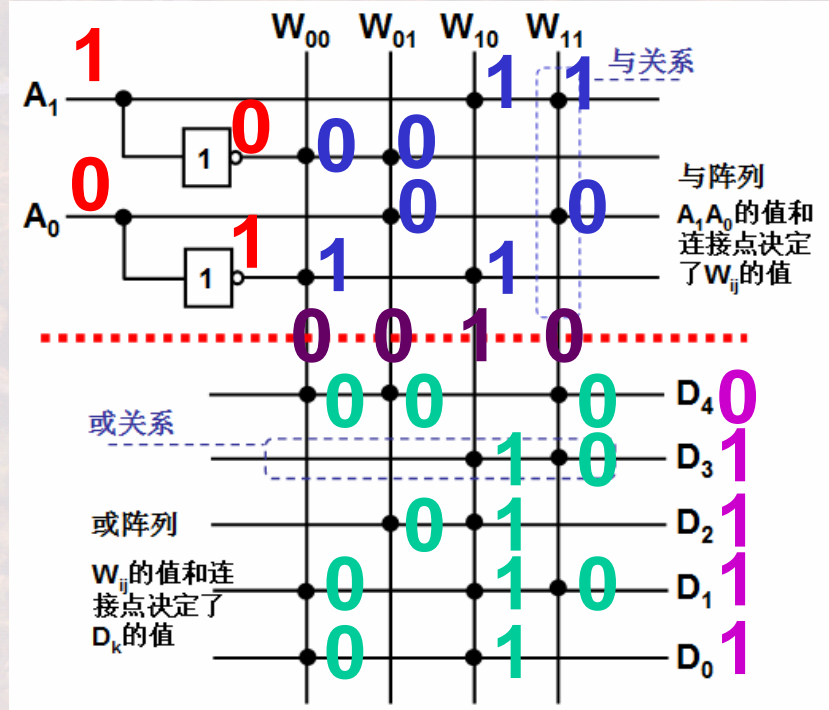 W₀₀ W₀₁ W₁₀ W₁₁
1
1 1
与关系
A₁
1
0
0 0
0
A₀
0 0
与阵列
A₁A₀的值和
连接点决定
了Wᵢⱼ的值
1
1
1 1
0 0 1 0
0 0 0 D₄ 0
或关系
1 0 D₃ 1
或阵列
0 1 D₂ 1
Wᵢⱼ的值和连
接点决定了
Dₖ的值
0 1 0 D₁ 1
0 1 D₀ 1